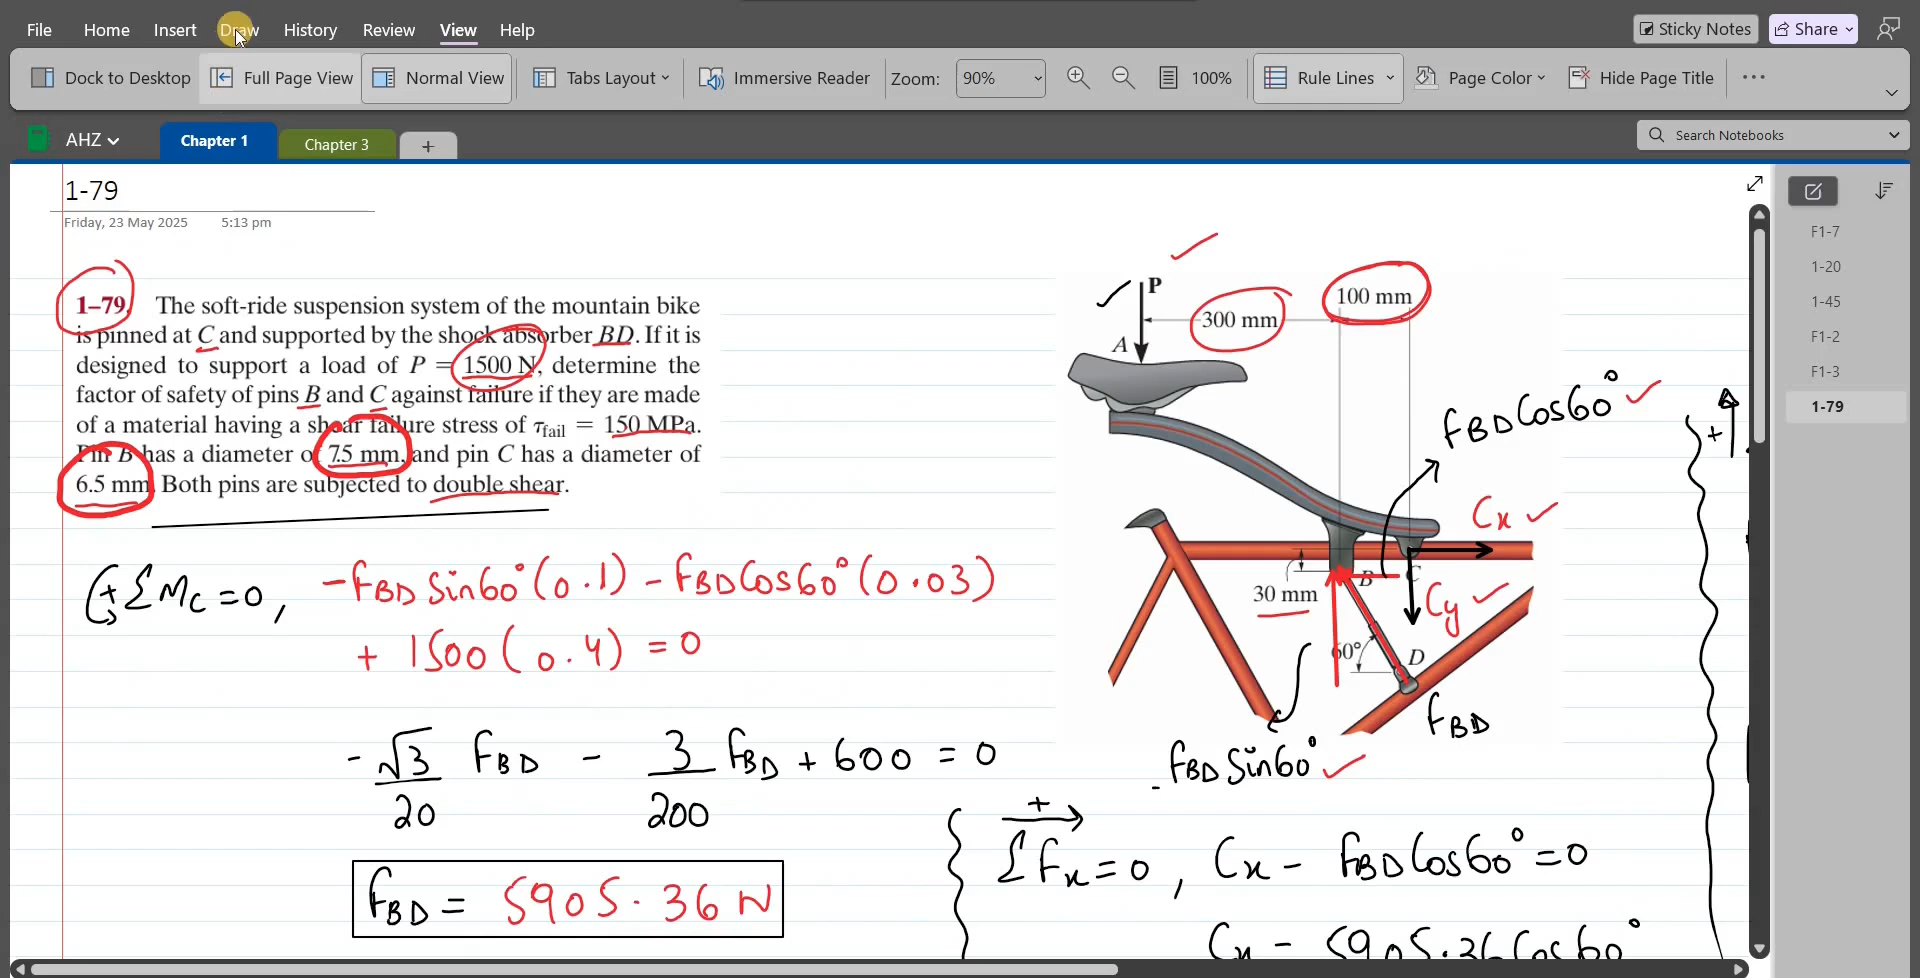 File Home Insert Draw History Review View Help Sticky Notes Share
Dock to Desktop Full Page View Normal View Tabs Layout Immersive Reader Zoom: 90% 100% Rule Lines Page Color Hide Page Title
AHZ Chapter 1 Chapter 3 + Search Notebooks
1-79
Friday, 23 May 2025 5:13 pm
F1-7
1-20
1-45
F1-2
F1-3
1-79
1–79. The soft-ride suspension system of the mountain bike
is pinned at C and supported by the shock absorber BD. If it is
designed to support a load of P = 1500 N, determine the
factor of safety of pins B and C against failure if they are made
of a material having a shear failure stress of τfail = 150 MPa.
Pin B has a diameter of 7.5 mm, and pin C has a diameter of
6.5 mm. Both pins are subjected to double shear.
P
100 mm
300 mm
A
FBD Cos60° ✓
+
Cx ✓
B
C
30 mm
Cy ✓
60°
D
FBD
FBD Sin60° ✓
(+ ΣMc = 0, -FBD Sin60°(0.1) - FBD Cos60°(0.03)
+ 1500(0.4) = 0
- √3/20 FBD - 3/200 FBD + 600 = 0
FBD = 5905.36 N
+→
ΣFx = 0, Cx - FBD Cos60° = 0
Cx = 5905.36 Cos60°